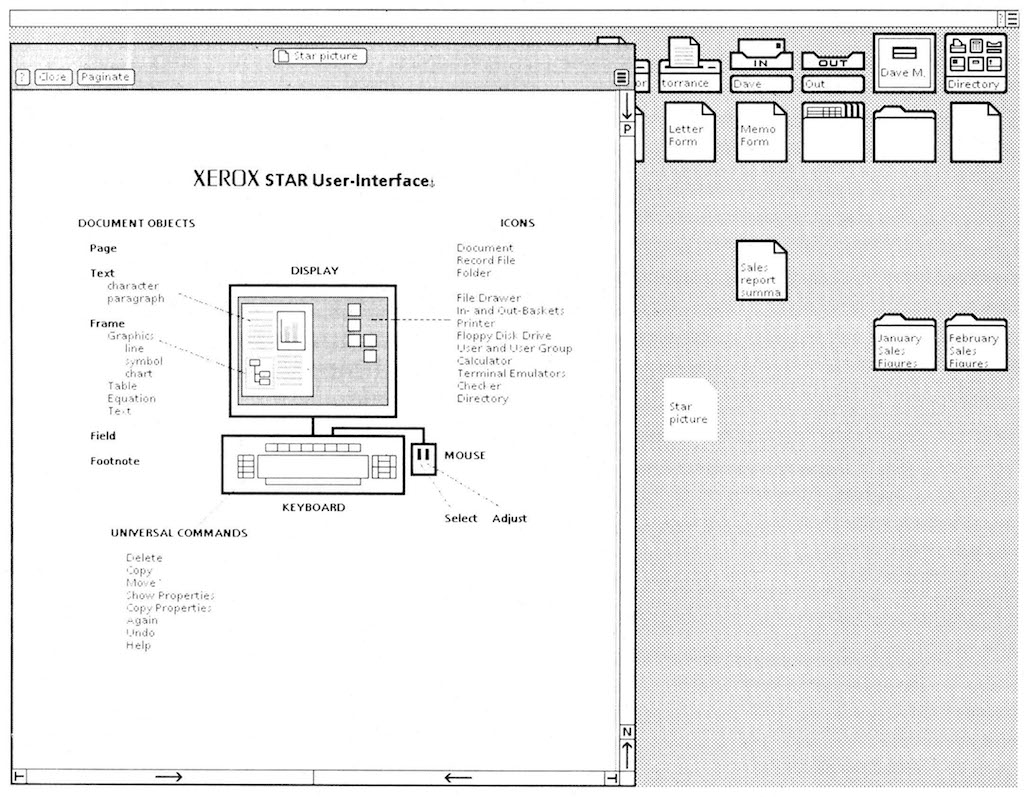 ?
Star picture
? Close Paginate
P
XEROX STAR User-Interface
DOCUMENT OBJECTS
Page
Text
character
paragraph
Frame
Graphics
line
symbol
chart
Table
Equation
Text
Field
Footnote
DISPLAY
ICONS
Document
Record File
Folder
File Drawer
In- and Out-Baskets
Printer
Floppy Disk Drive
User and User Group
Calculator
Terminal Emulators
Checker
Directory
MOUSE
KEYBOARD
Select Adjust
UNIVERSAL COMMANDS
Delete
Copy
Move
Show Properties
Copy Properties
Again
Undo
Help
N
or
torrance
IN
Dave
OUT
Out
Dave M.
Directory
Letter
Form
Memo
Form
Sales
report
summa
January
Sales
Figures
February
Sales
Figures
Star
picture